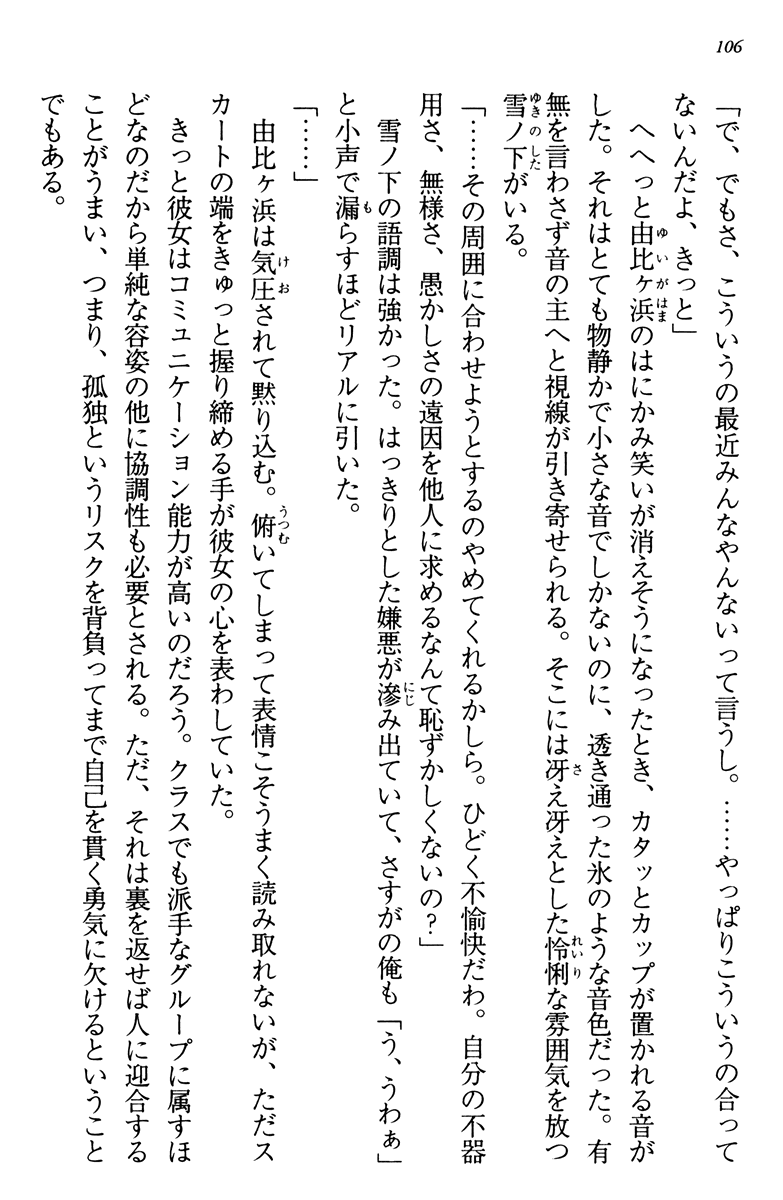 106
「で、でもさ、こういうの最近みんなやんないって言うし。……やっぱりこういうの合って
ないんだよ、きっと」
へへっと由比ヶ浜のはにかみ笑いが消えそうになったとき、カタッとカップが置かれる音が
した。それはとても物静かで小さな音でしかないのに、透き通った氷のような音色だった。有
無を言わさず音の主へと視線が引き寄せられる。そこには冴え冴えとした怜悧な雰囲気を放つ
雪ノ下がいる。
「……その周囲に合わせようとするのやめてくれるかしら。ひどく不愉快だわ。自分の不器
用さ、無様さ、愚かしさの遠因を他人に求めるなんて恥ずかしくないの？」
雪ノ下の語調は強かった。はっきりとした嫌悪が滲み出ていて、さすがの俺も「う、うわぁ」
と小声で漏らすほどリアルに引いた。
「……」
由比ヶ浜は気圧されて黙り込む。俯いてしまって表情こそうまく読み取れないが、ただス
カートの端をきゅっと握り締める手が彼女の心を表わしていた。
きっと彼女はコミュニケーション能力が高いのだろう。クラスでも派手なグループに属すほ
どなのだから単純な容姿の他に協調性も必要とされる。ただ、それは裏を返せば人に迎合する
ことがうまい、つまり、孤独というリスクを背負ってまで自己を貫く勇気に欠けるということ
でもある。